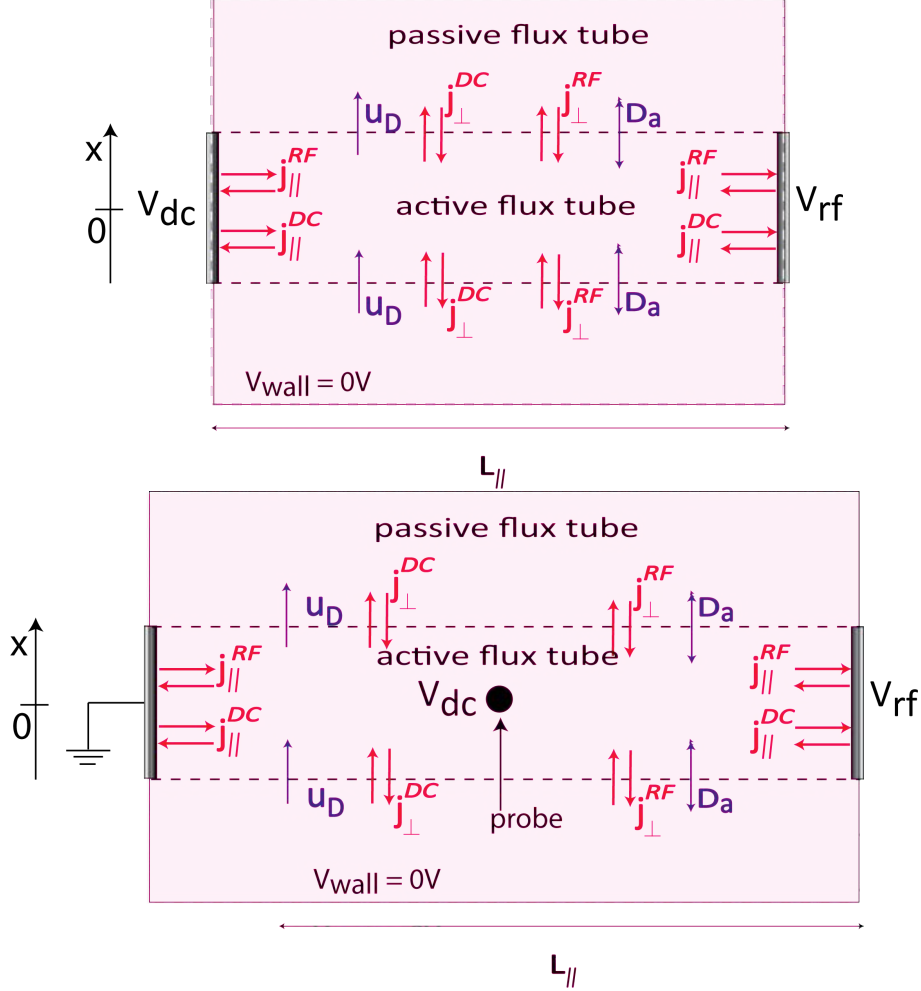 passive flux tube
u_D
j_⊥^DC
j_⊥^RF
D_a
x
0
V_dc
j_//^RF
j_//^DC
active flux tube
j_//^RF
j_//^DC
V_rf
u_D
j_⊥^DC
j_⊥^RF
D_a
V_wall = 0V
L_//
passive flux tube
u_D
j_⊥^DC
j_⊥^RF
D_a
x
0
j_//^RF
j_//^DC
active flux tube
V_dc
j_//^RF
j_//^DC
V_rf
u_D
j_⊥^DC
probe
j_⊥^RF
D_a
V_wall = 0V
L_//